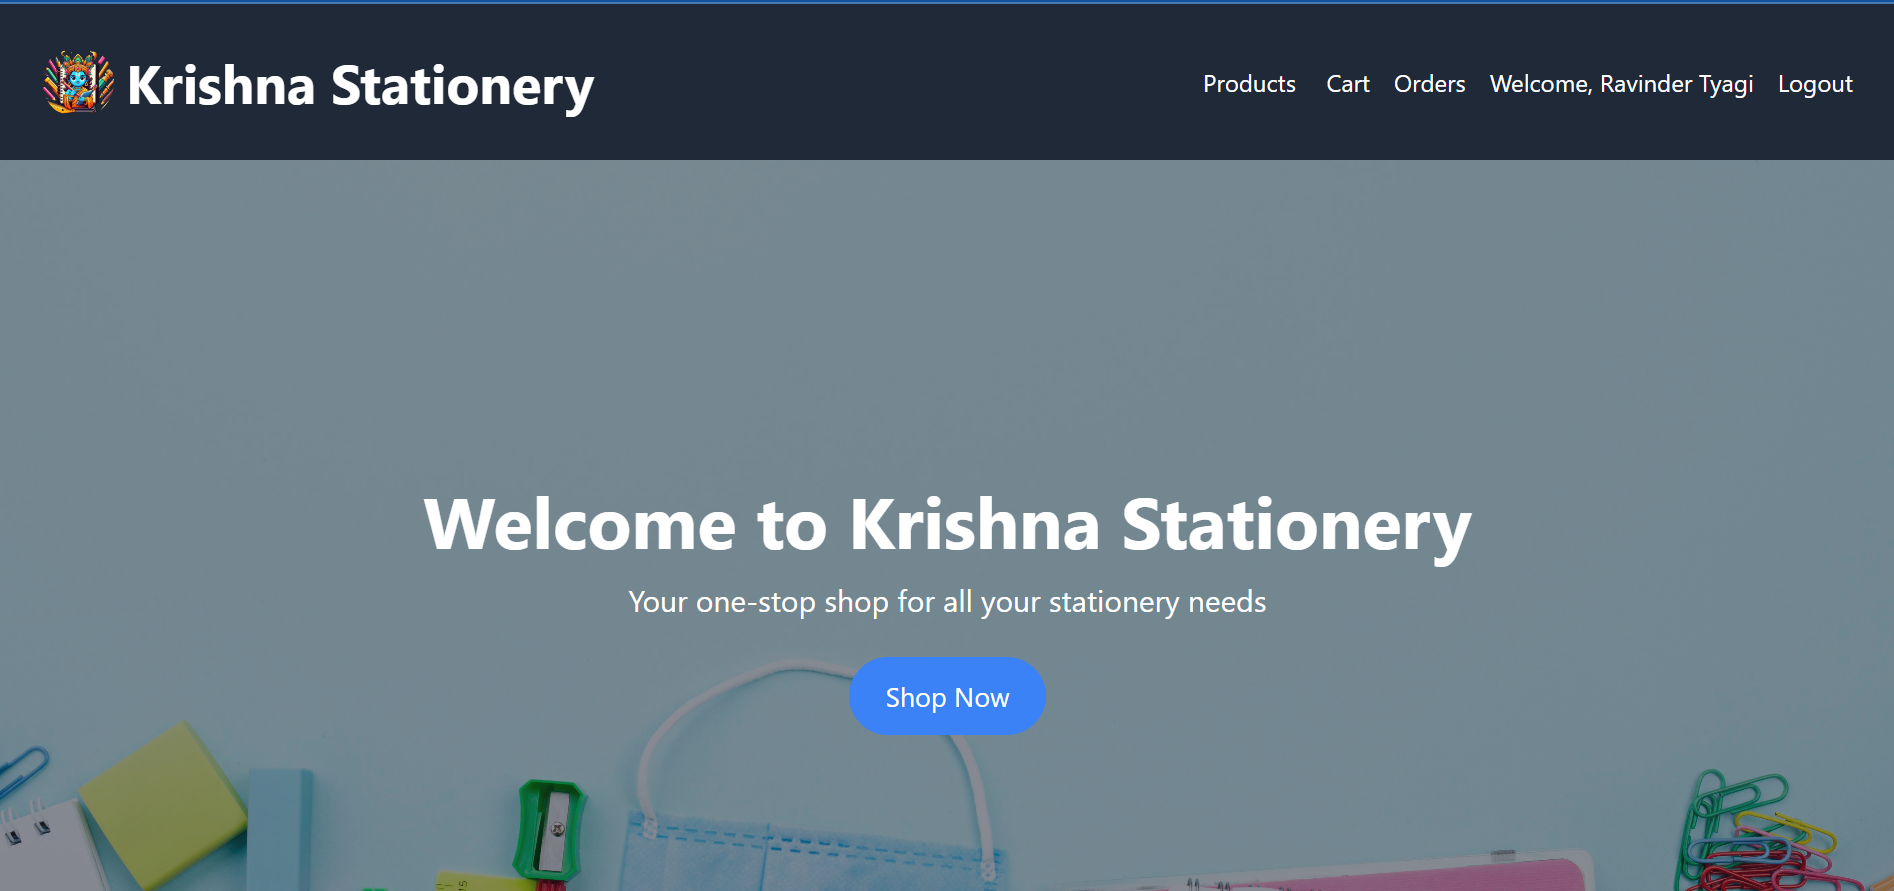 Krishna Stationery
Products Cart Orders Welcome, Ravinder Tyagi Logout
Welcome to Krishna Stationery
Your one-stop shop for all your stationery needs
Shop Now
15